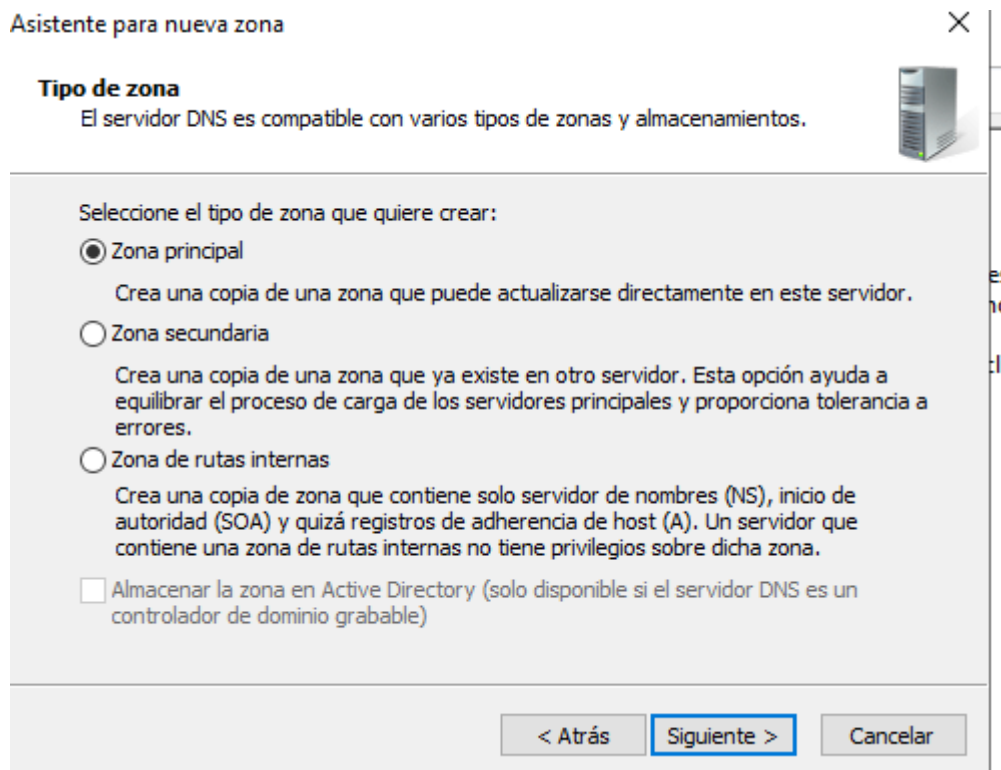 Asistente para nueva zona
Tipo de zona
El servidor DNS es compatible con varios tipos de zonas y almacenamientos.
Seleccione el tipo de zona que quiere crear:
Zona principal
Crea una copia de una zona que puede actualizarse directamente en este servidor.
Zona secundaria
Crea una copia de una zona que ya existe en otro servidor. Esta opción ayuda a
equilibrar el proceso de carga de los servidores principales y proporciona tolerancia a
errores.
Zona de rutas internas
Crea una copia de zona que contiene solo servidor de nombres (NS), inicio de
autoridad (SOA) y quizá registros de adherencia de host (A). Un servidor que
contiene una zona de rutas internas no tiene privilegios sobre dicha zona.
Almacenar la zona en Active Directory (solo disponible si el servidor DNS es un
controlador de dominio grabable)
< Atrás
Siguiente >
Cancelar